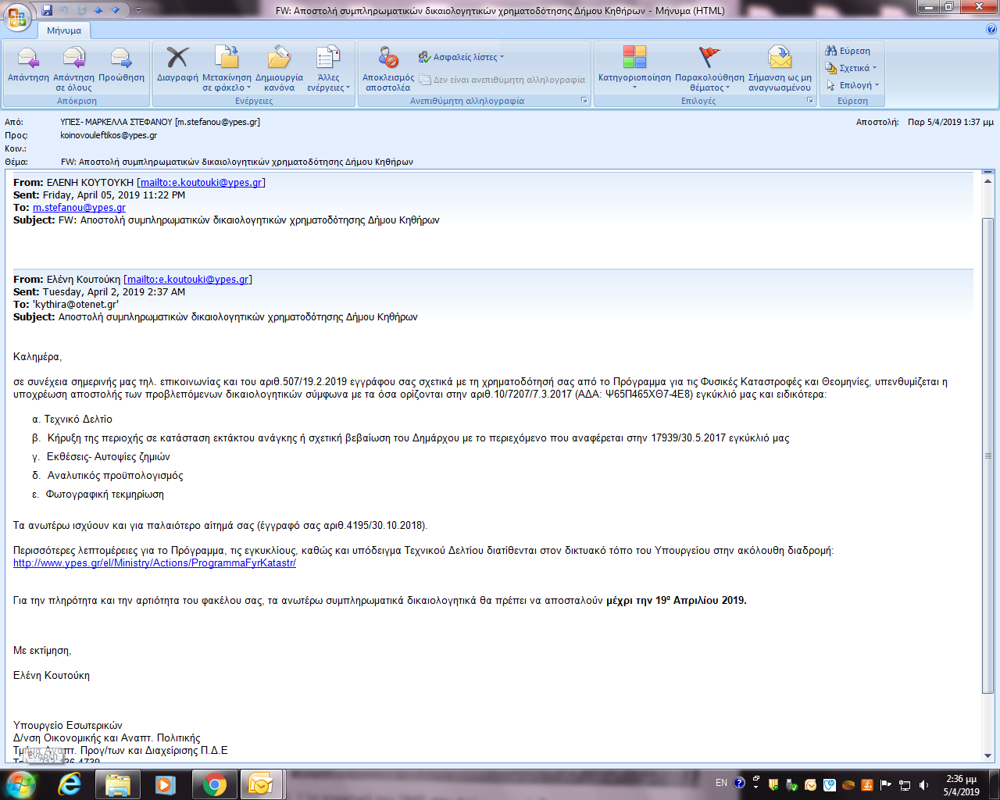 FW: Αποστολή συμπληρωματικών δικαιολογητικών χρηματοδότησης Δήμου Κηθήρων - Μήνυμα (HTML)
Μήνυμα
Απάντηση
Απάντηση σε όλους
Προώθηση
Διαγραφή
Μετακίνηση σε φάκελο
Δημιουργία κανόνα
Άλλες ενέργειες
Αποκλεισμός αποστολέα
Ασφαλείς λίστες
Δεν είναι ανεπιθύμητη αλληλογραφία
Κατηγοριοποίηση
Παρακολούθηση θέματος
Σήμανση ως μη αναγνωσμένου
Εύρεση
Σχετικά
Επιλογή
Απόκριση
Ενέργειες
Ανεπιθύμητη αλληλογραφία
Επιλογές
Εύρεση
Από: ΥΠΕΣ- ΜΑΡΚΕΛΛΑ ΣΤΕΦΑΝΟΥ [m.stefanou@ypes.gr]
Αποστολή: Παρ 5/4/2019 1:37 μμ
Προς: koinovouleftikos@ypes.gr
Κοιν.:
Θέμα: FW: Αποστολή συμπληρωματικών δικαιολογητικών χρηματοδότησης Δήμου Κηθήρων
From: ΕΛΕΝΗ ΚΟΥΤΟΥΚΗ [mailto:e.koutouki@ypes.gr]
Sent: Friday, April 05, 2019 11:22 PM
To: m.stefanou@ypes.gr
Subject: FW: Αποστολή συμπληρωματικών δικαιολογητικών χρηματοδότησης Δήμου Κηθήρων
From: Ελένη Κουτούκη [mailto:e.koutouki@ypes.gr]
Sent: Tuesday, April 2, 2019 2:37 AM
To: 'kythira@otenet.gr'
Subject: Αποστολή συμπληρωματικών δικαιολογητικών χρηματοδότησης Δήμου Κηθήρων
Καλημέρα,
σε συνέχεια σημερινής μας τηλ. επικοινωνίας και του αριθ.507/19.2.2019 εγγράφου σας σχετικά με τη χρηματοδότησή σας από το Πρόγραμμα για τις Φυσικές Καταστροφές και Θεομηνίες, υπενθυμίζεται η
υποχρέωση αποστολής των προβλεπόμενων δικαιολογητικών σύμφωνα με τα όσα ορίζονται στην αριθ.10/7207/7.3.2017 (ΑΔΑ: Ψ65Π465ΧΘ7-4Ε8) εγκύκλιό μας και ειδικότερα:
α. Τεχνικό Δελτίο
β. Κήρυξη της περιοχής σε κατάσταση εκτάκτου ανάγκης ή σχετική βεβαίωση του Δημάρχου με το περιεχόμενο που αναφέρεται στην 17939/30.5.2017 εγκύκλιό μας
γ. Εκθέσεις- Αυτοψίες ζημιών
δ. Αναλυτικός προϋπολογισμός
ε. Φωτογραφική τεκμηρίωση
Τα ανωτέρω ισχύουν και για παλαιότερο αίτημά σας (έγγραφό σας αριθ.4195/30.10.2018).
Περισσότερες λεπτομέρειες για το Πρόγραμμα, τις εγκυκλίους, καθώς και υπόδειγμα Τεχνικού Δελτίου διατίθενται στον δικτυακό τόπο του Υπουργείου στην ακόλουθη διαδρομή:
http://www.ypes.gr/el/Ministry/Actions/ProgrammaFyrKatastr/
Για την πληρότητα και την αρτιότητα του φακέλου σας, τα ανωτέρω συμπληρωματικά δικαιολογητικά θα πρέπει να αποσταλούν μέχρι την 19α Απριλίου 2019.
Με εκτίμηση,
Ελένη Κουτούκη
Υπουργείο Εσωτερικών
Δ/νση Οικονομικής και Αναπτ. Πολιτικής
Τμήμα Αναπτ. Προγ/των και Διαχείρισης Π.Δ.Ε
Έναρξη
EN
2:36 μμ
5/4/2019